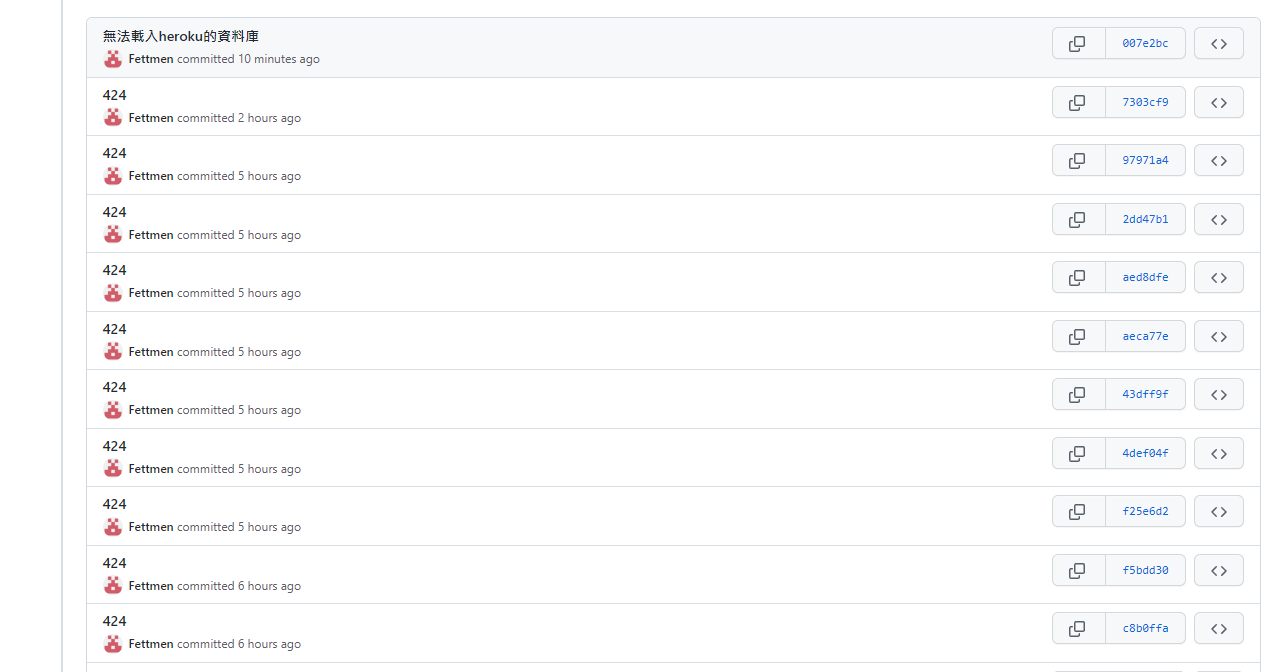 無法載入heroku的資料庫
007e2bc
Fettmen committed 10 minutes ago
424
7303cf9
Fettmen committed 2 hours ago
424
97971a4
Fettmen committed 5 hours ago
424
2dd47b1
Fettmen committed 5 hours ago
424
aed8dfe
Fettmen committed 5 hours ago
424
aeca77e
Fettmen committed 5 hours ago
424
43dff9f
Fettmen committed 5 hours ago
424
4def04f
Fettmen committed 5 hours ago
424
f25e6d2
Fettmen committed 5 hours ago
424
f5bdd30
Fettmen committed 6 hours ago
424
c8b0ffa
Fettmen committed 6 hours ago